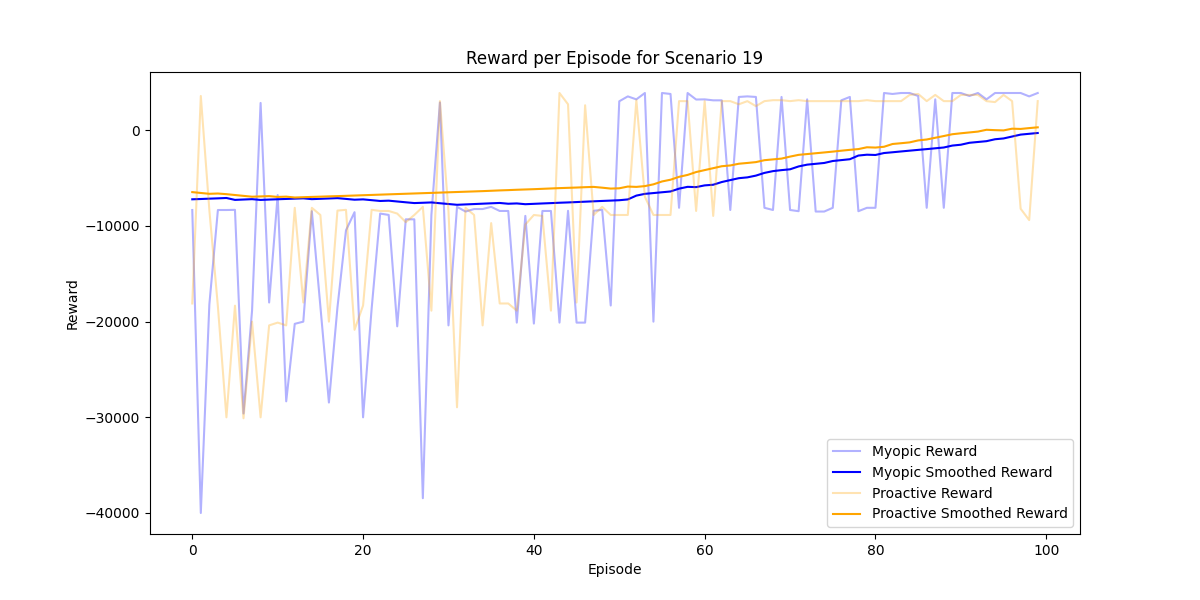 Reward per Episode for Scenario 19
Reward
0
−10000
−20000
−30000
−40000
0 20 40 60 80 100
Episode
Myopic Reward
Myopic Smoothed Reward
Proactive Reward
Proactive Smoothed Reward